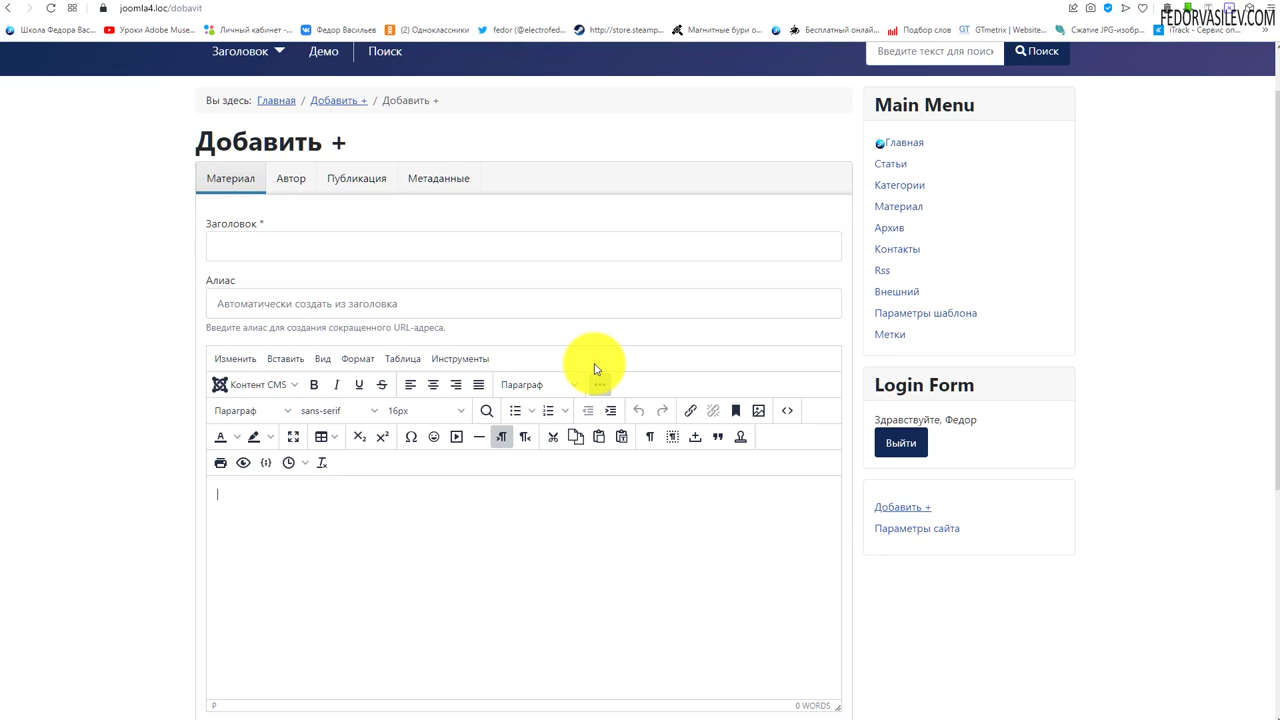 joomla4.loc/dobavit
FEDORVASILEV.COM
Школа Федора Вас...
Уроки Adobe Muse...
Личный кабинет -...
Федор Васильев
(2) Одноклассники
fedor (@electrofed...
http://store.steamp...
Магнитные бури о...
Бесплатный онлай...
Подбор слов
GTmetrix | Website...
Сжатие JPG-изобр...
iTrack - Сервис оп...
Заголовок
Демо
Поиск
Введите текст для поиск
Поиск
Вы здесь: Главная / Добавить + / Добавить +
Добавить +
Материал
Автор
Публикация
Метаданные
Заголовок *
Алиас
Автоматически создать из заголовка
Введите алиас для создания сокращенного URL-адреса.
Изменить
Вставить
Вид
Формат
Таблица
Инструменты
Контент CMS
B I U S
Параграф
Параграф
sans-serif
16px
P
0 WORDS
Main Menu
Главная
Статьи
Категории
Материал
Архив
Контакты
Rss
Внешний
Параметры шаблона
Метки
Login Form
Здравствуйте, Федор
Выйти
Добавить +
Параметры сайта